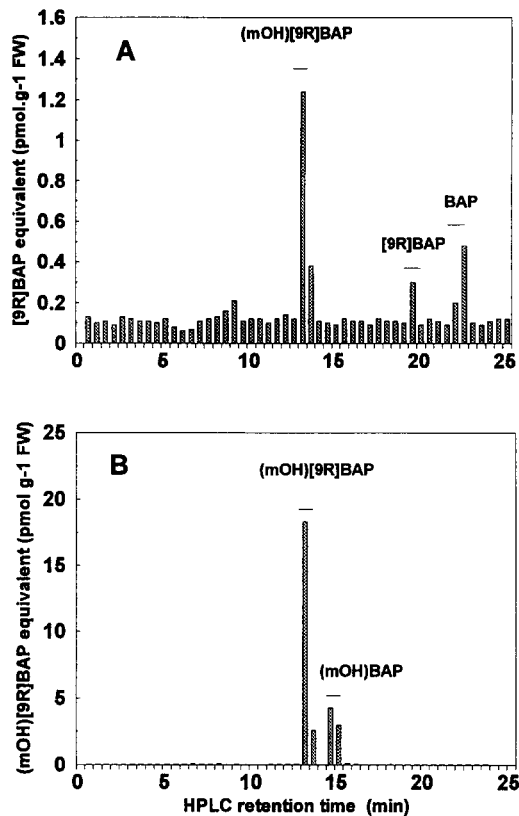 A
(mOH)[9R]BAP
[9R]BAP
BAP
[9R]BAP equivalent (pmol.g-1 FW)
1.6
1.4
1.2
1
0.8
0.6
0.4
0.2
0
0 5 10 15 20 25
B
(mOH)[9R]BAP
(mOH)BAP
(mOH)[9R]BAP equivalent (pmol g-1 FW)
25
20
15
10
5
0
0 5 10 15 20 25
HPLC retention time (min)